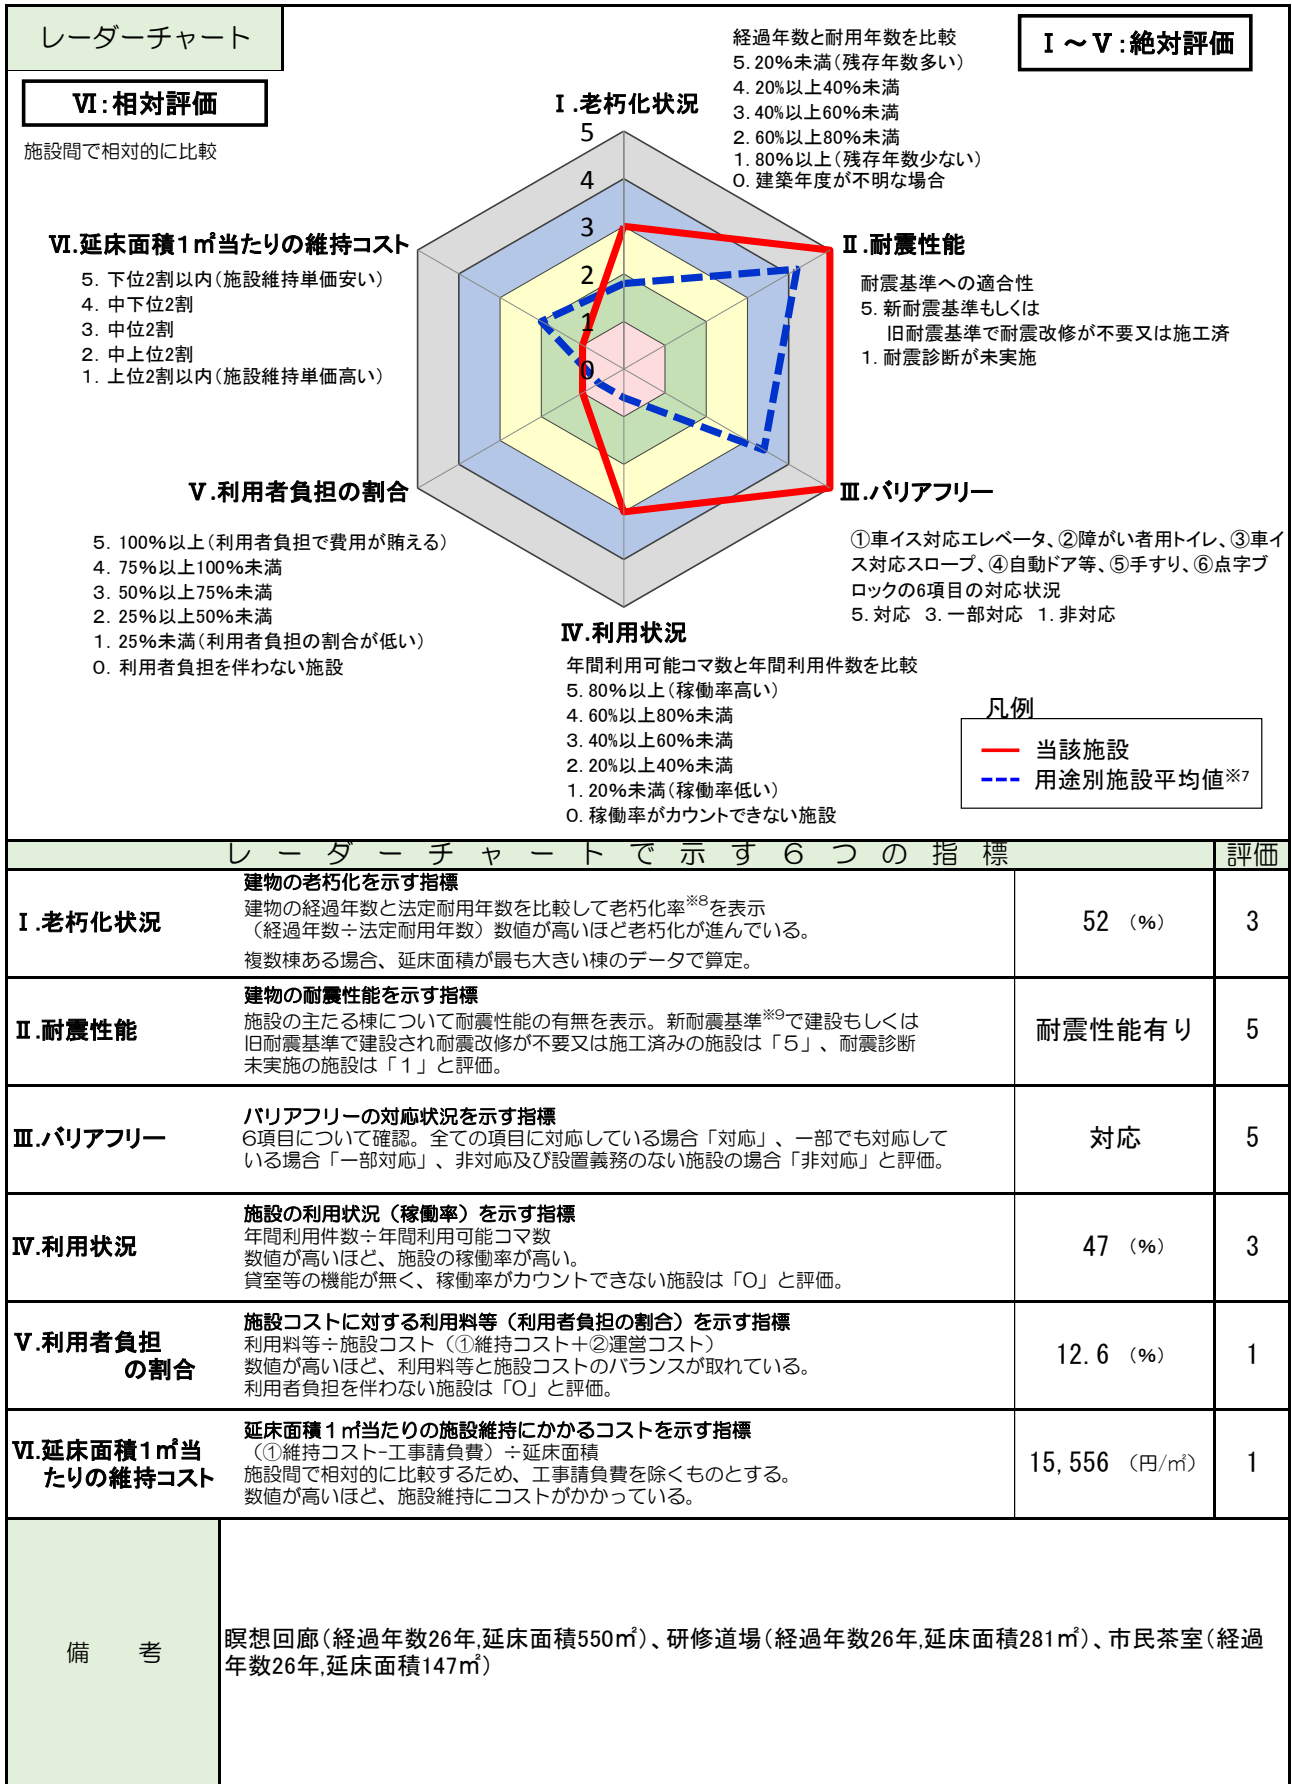 レーダーチャート
Ⅰ～Ⅴ:絶対評価
Ⅵ:相対評価
施設間で相対的に比較
Ⅰ.老朽化状況
経過年数と耐用年数を比較
5.20%未満(残存年数多い)
4.20%以上40%未満
3.40%以上60%未満
2.60%以上80%未満
1.80%以上(残存年数少ない)
0.建築年度が不明な場合
5
4
3
2
1
0
Ⅱ.耐震性能
耐震基準への適合性
5.新耐震基準もしくは
旧耐震基準で耐震改修が不要又は施工済
1.耐震診断が未実施
Ⅲ.バリアフリー
①車イス対応エレベータ、②障がい者用トイレ、③車イ
ス対応スロープ、④自動ドア等、⑤手すり、⑥点字ブ
ロックの6項目の対応状況
5.対応 3.一部対応 1.非対応
Ⅳ.利用状況
年間利用可能コマ数と年間利用件数を比較
5.80%以上(稼働率高い)
4.60%以上80%未満
3.40%以上60%未満
2.20%以上40%未満
1.20%未満(稼働率低い)
0.稼働率がカウントできない施設
Ⅴ.利用者負担の割合
5.100%以上(利用者負担で費用が賄える)
4.75%以上100%未満
3.50%以上75%未満
2.25%以上50%未満
1.25%未満(利用者負担の割合が低い)
0.利用者負担を伴わない施設
Ⅵ.延床面積1㎡当たりの維持コスト
5.下位2割以内(施設維持単価安い)
4.中下位2割
3.中位2割
2.中上位2割
1.上位2割以内(施設維持単価高い)
凡例
当該施設
用途別施設平均値※7
レーダーチャートで示す6つの指標 評価
Ⅰ.老朽化状況
建物の老朽化を示す指標
建物の経過年数と法定耐用年数を比較して老朽化率※8を表示
(経過年数÷法定耐用年数)数値が高いほど老朽化が進んでいる。
複数棟ある場合、延床面積が最も大きい棟のデータで算定。
52 (%) 3
Ⅱ.耐震性能
建物の耐震性能を示す指標
施設の主たる棟について耐震性能の有無を表示。新耐震基準※9で建設もしくは
旧耐震基準で建設され耐震改修が不要又は施工済みの施設は「5」、耐震診断
未実施の施設は「1」と評価。
耐震性能有り 5
Ⅲ.バリアフリー
バリアフリーの対応状況を示す指標
6項目について確認。全ての項目に対応している場合「対応」、一部でも対応して
いる場合「一部対応」、非対応及び設置義務のない施設の場合「非対応」と評価。
対応 5
Ⅳ.利用状況
施設の利用状況(稼働率)を示す指標
年間利用件数÷年間利用可能コマ数
数値が高いほど、施設の稼働率が高い。
貸室等の機能が無く、稼働率がカウントできない施設は「0」と評価。
47 (%) 3
Ⅴ.利用者負担
の割合
施設コストに対する利用料等(利用者負担の割合)を示す指標
利用料等÷施設コスト(①維持コスト+②運営コスト)
数値が高いほど、利用料等と施設コストのバランスが取れている。
利用者負担を伴わない施設は「0」と評価。
12.6 (%) 1
Ⅵ.延床面積1㎡当
たりの維持コスト
延床面積1㎡当たりの施設維持にかかるコストを示す指標
(①維持コスト-工事請負費)÷延床面積
施設間で相対的に比較するため、工事請負費を除くものとする。
数値が高いほど、施設維持にコストがかかっている。
15,556 (円/㎡) 1
備 考
瞑想回廊(経過年数26年,延床面積550㎡)、研修道場(経過年数26年,延床面積281㎡)、市民茶室(経過
年数26年,延床面積147㎡)